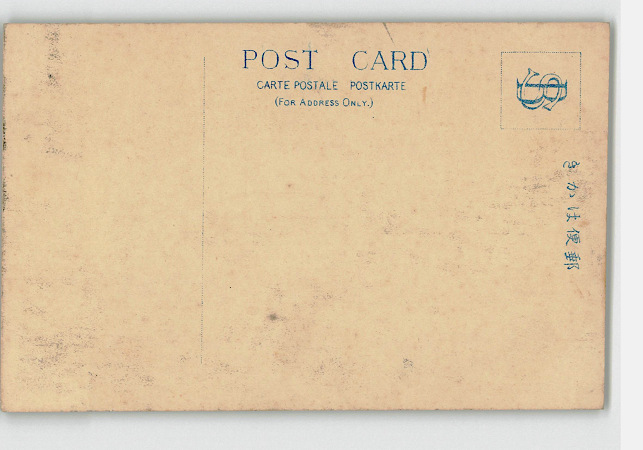 POST CARD
CARTE POSTALE POSTKARTE
(FOR ADDRESS ONLY.)
きかは便郵